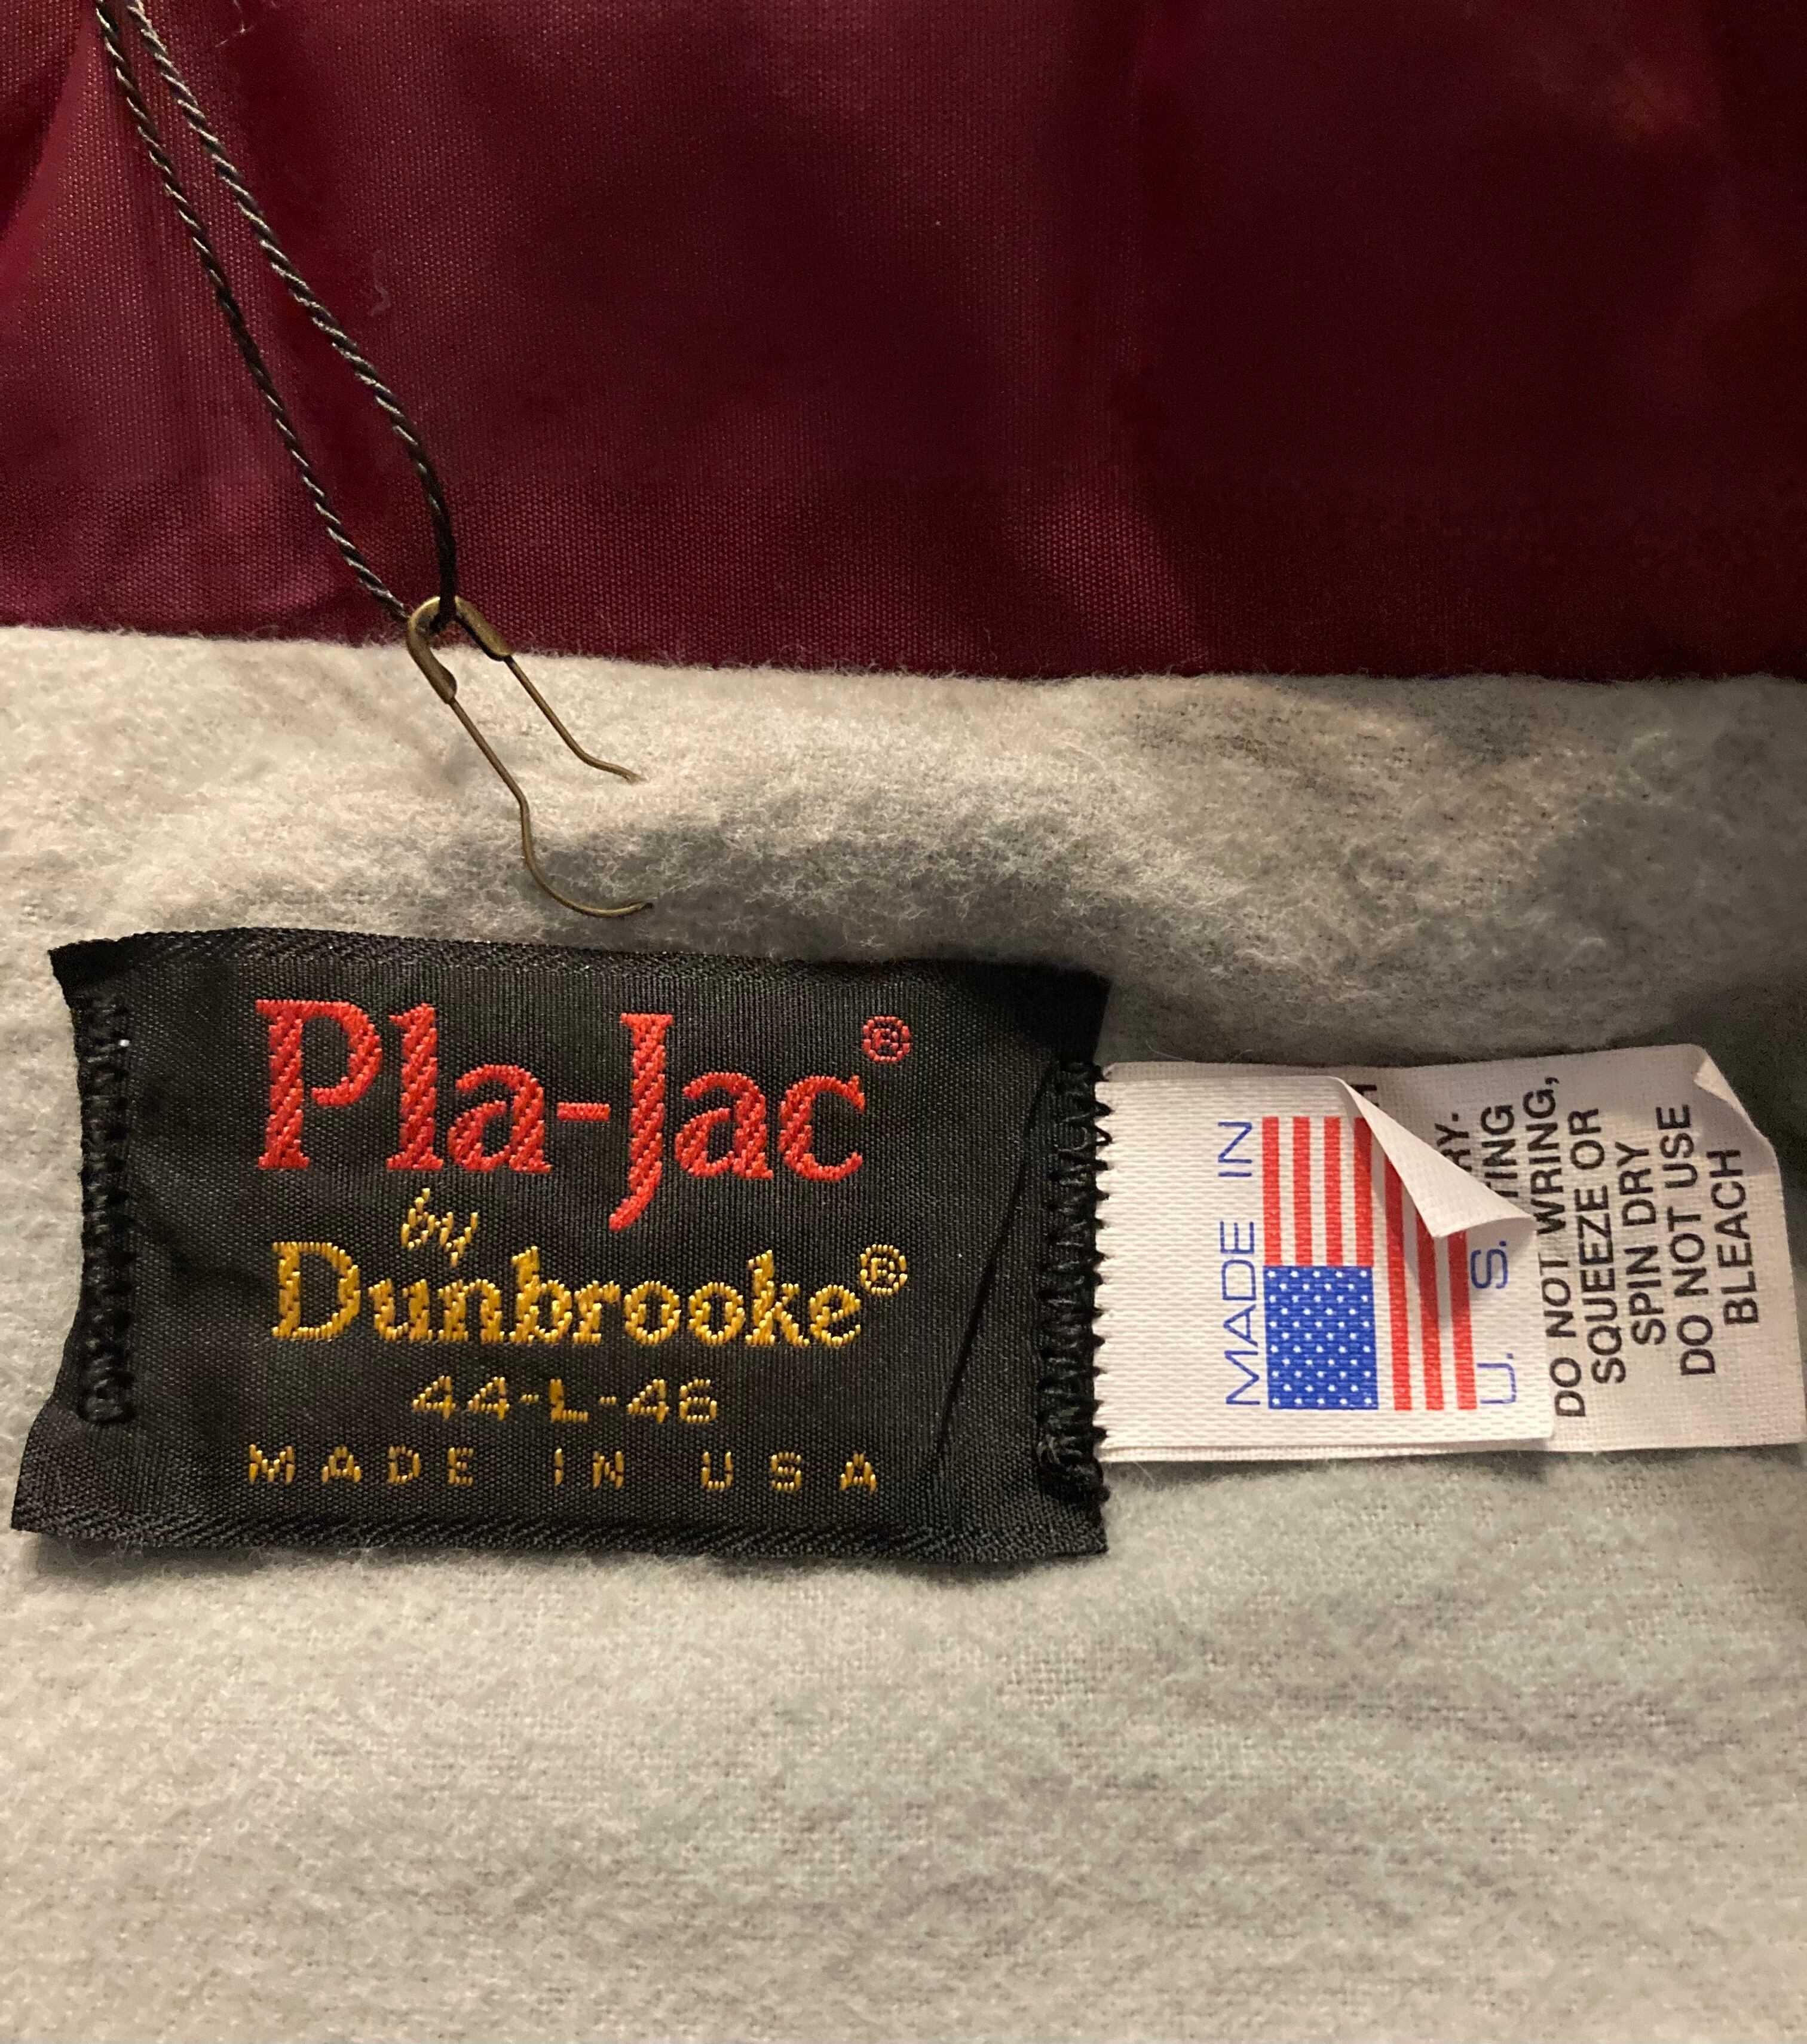 Pla-Jac®
by
Dunbrooke®
44-L-46
MADE IN USA
MADE IN
U. S.
DO NOT WRING,
SQUEEZE OR
SPIN DRY
DO NOT USE
BLEACH